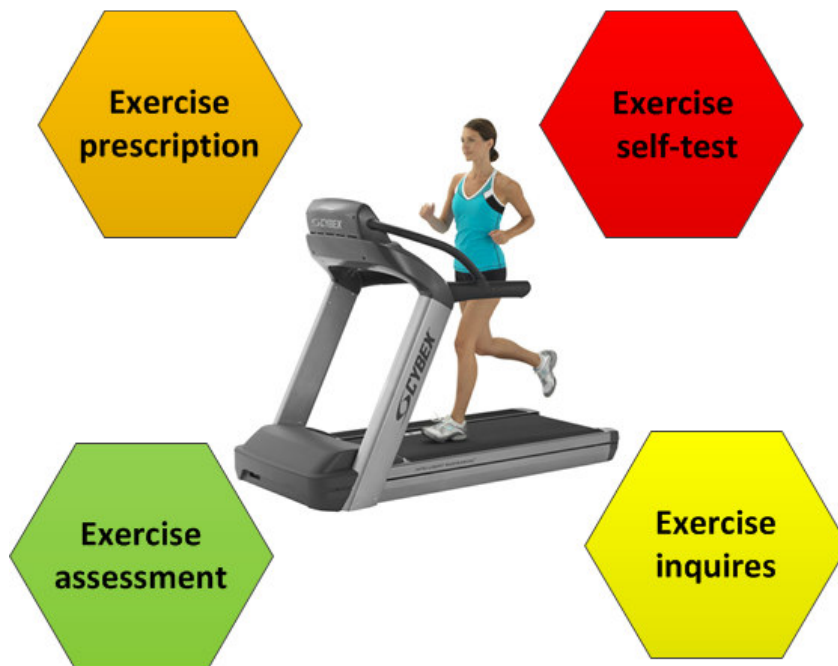 Exercise
prescription
Exercise
self-test
CYBEX
CYBEX
Exercise
assessment
Exercise
inquires